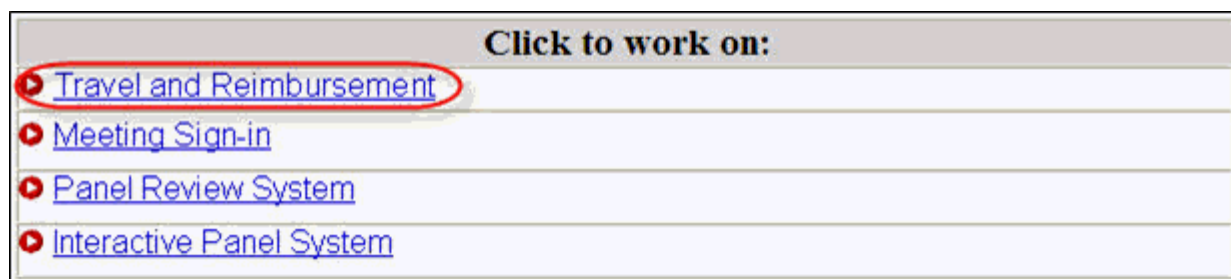 Click to work on:
Travel and Reimbursement
Meeting Sign-in
Panel Review System
Interactive Panel System